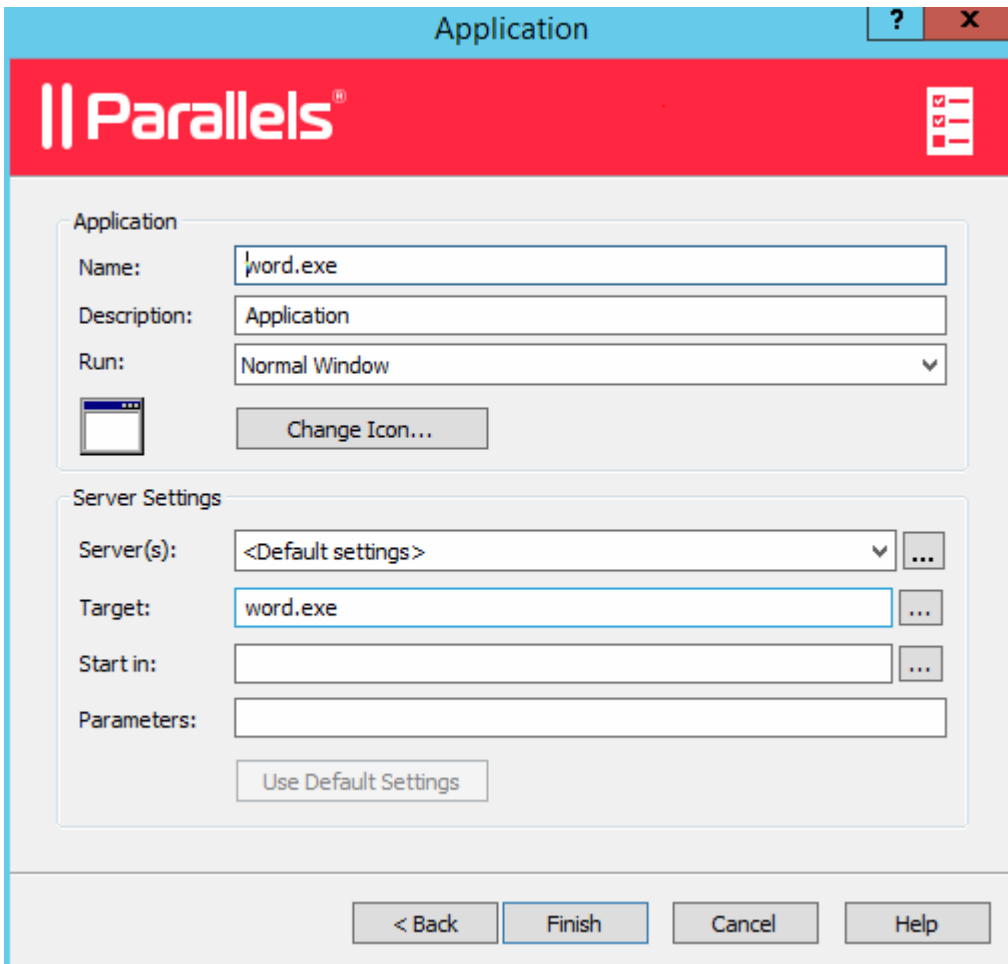 Application
?
x
Parallels®
Application
Name: word.exe
Description: Application
Run: Normal Window
Change Icon...
Server Settings
Server(s): <Default settings> ...
Target: word.exe ...
Start in: ...
Parameters:
Use Default Settings
< Back Finish Cancel Help